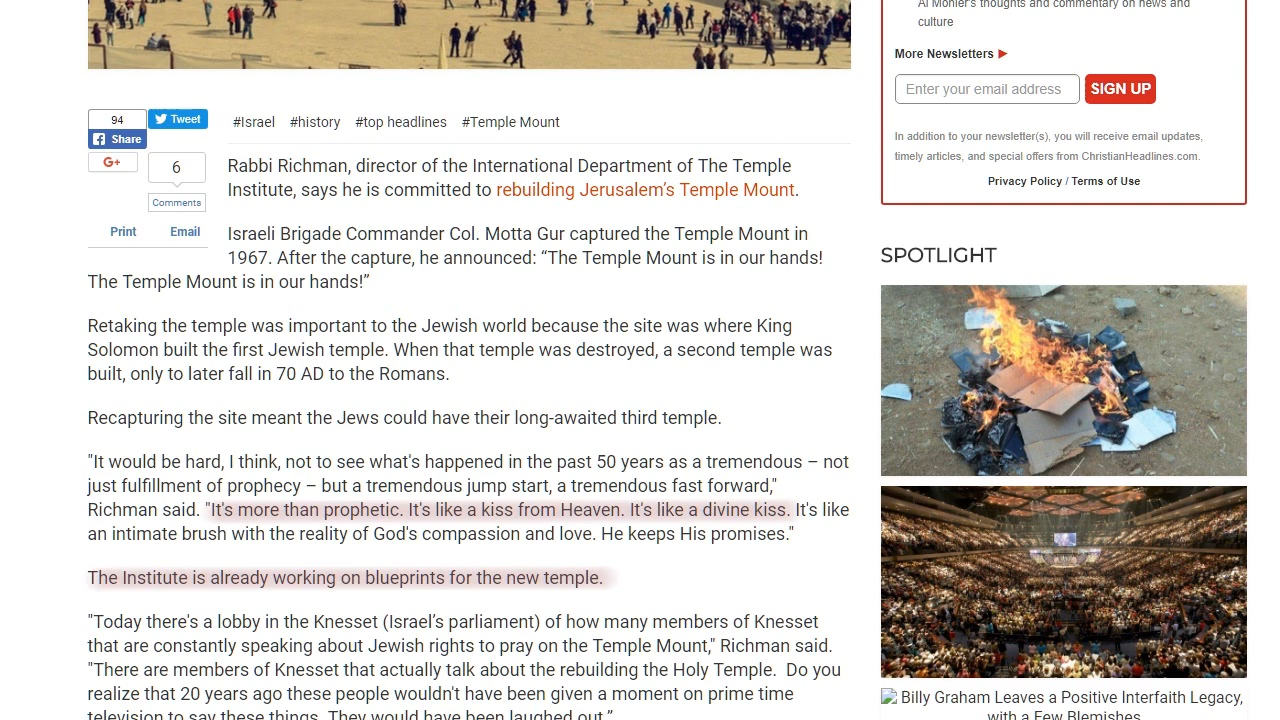 94
Share
Tweet
G+
6
Comments
Print
Email
#Israel #history #top headlines #Temple Mount
Rabbi Richman, director of the International Department of The Temple
Institute, says he is committed to rebuilding Jerusalem’s Temple Mount.
Israeli Brigade Commander Col. Motta Gur captured the Temple Mount in
1967. After the capture, he announced: “The Temple Mount is in our hands!
The Temple Mount is in our hands!”
Retaking the temple was important to the Jewish world because the site was where King
Solomon built the first Jewish temple. When that temple was destroyed, a second temple was
built, only to later fall in 70 AD to the Romans.
Recapturing the site meant the Jews could have their long-awaited third temple.
"It would be hard, I think, not to see what's happened in the past 50 years as a tremendous – not
just fulfillment of prophecy – but a tremendous jump start, a tremendous fast forward,"
Richman said. "It's more than prophetic. It's like a kiss from Heaven. It's like a divine kiss. It's like
an intimate brush with the reality of God's compassion and love. He keeps His promises."
The Institute is already working on blueprints for the new temple.
"Today there's a lobby in the Knesset (Israel’s parliament) of how many members of Knesset
that are constantly speaking about Jewish rights to pray on the Temple Mount," Richman said.
"There are members of Knesset that actually talk about the rebuilding the Holy Temple.  Do you
realize that 20 years ago these people wouldn't have been given a moment on prime time
television to say these things. They would have been laughed out.”
Al Mohler's thoughts and commentary on news and
culture
More Newsletters ▶
Enter your email address
SIGN UP
In addition to your newsletter(s), you will receive email updates,
timely articles, and special offers from ChristianHeadlines.com.
Privacy Policy / Terms of Use
SPOTLIGHT
Billy Graham Leaves a Positive Interfaith Legacy,
with a Few Blemishes